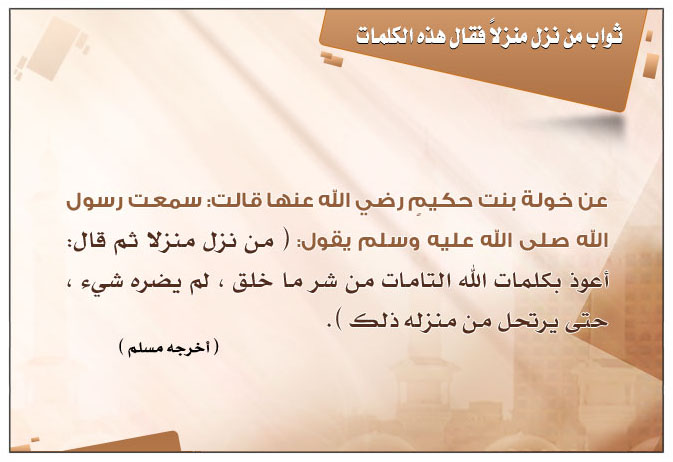 ثواب من نزل منزلاً فقال هذه الكلمات
عن خولة بنت حكيمٍ رضي الله عنها قالت: سمعت رسول
الله صلى الله عليه وسلم يقول: ( من نزل منزلا ثم قال:
أعوذ بكلمات الله التامات من شر ما خلق ، لم يضره شيء ،
حتى يرتحل من منزله ذلك ).
( أخرجه مسلم )